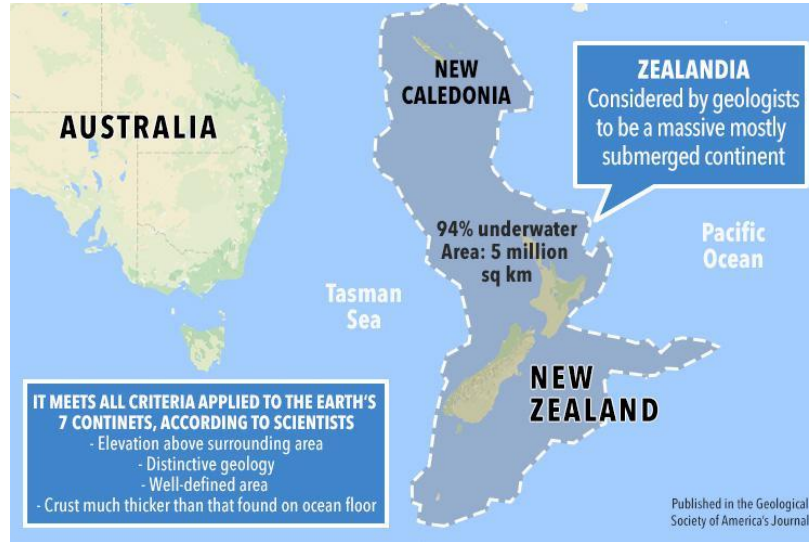 NEW
CALEDONIA
ZEALANDIA
Considered by geologists
to be a massive mostly
submerged continent
AUSTRALIA
94% underwater
Area: 5 million
sq km
Pacific
Ocean
Tasman
Sea
NEW
ZEALAND
IT MEETS ALL CRITERIA APPLIED TO THE EARTH'S
7 CONTINETS, ACCORDING TO SCIENTISTS
- Elevation above surrounding area
- Distinctive geology
- Well-defined area
- Crust much thicker than that found on ocean floor
Published in the Geological
Society of America's Journal